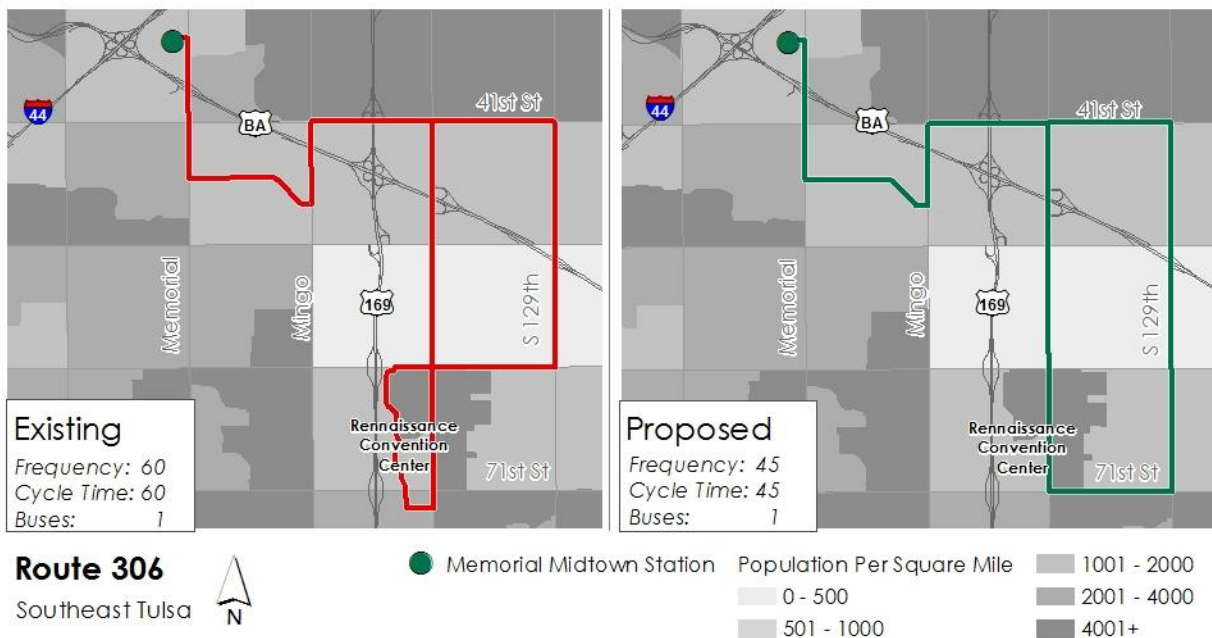 44
BA
41st St
Memorial
Mingo
169
S 129th
Rennaissance
Convention
Center
71st St
Existing
Frequency: 60
Cycle Time: 60
Buses: 1
44
BA
41st St
Memorial
Mingo
169
S 129th
Rennaissance
Convention
Center
71st St
Proposed
Frequency: 45
Cycle Time: 45
Buses: 1
Route 306
Southeast Tulsa
N
Memorial Midtown Station
Population Per Square Mile
0 - 500
501 - 1000
1001 - 2000
2001 - 4000
4001+